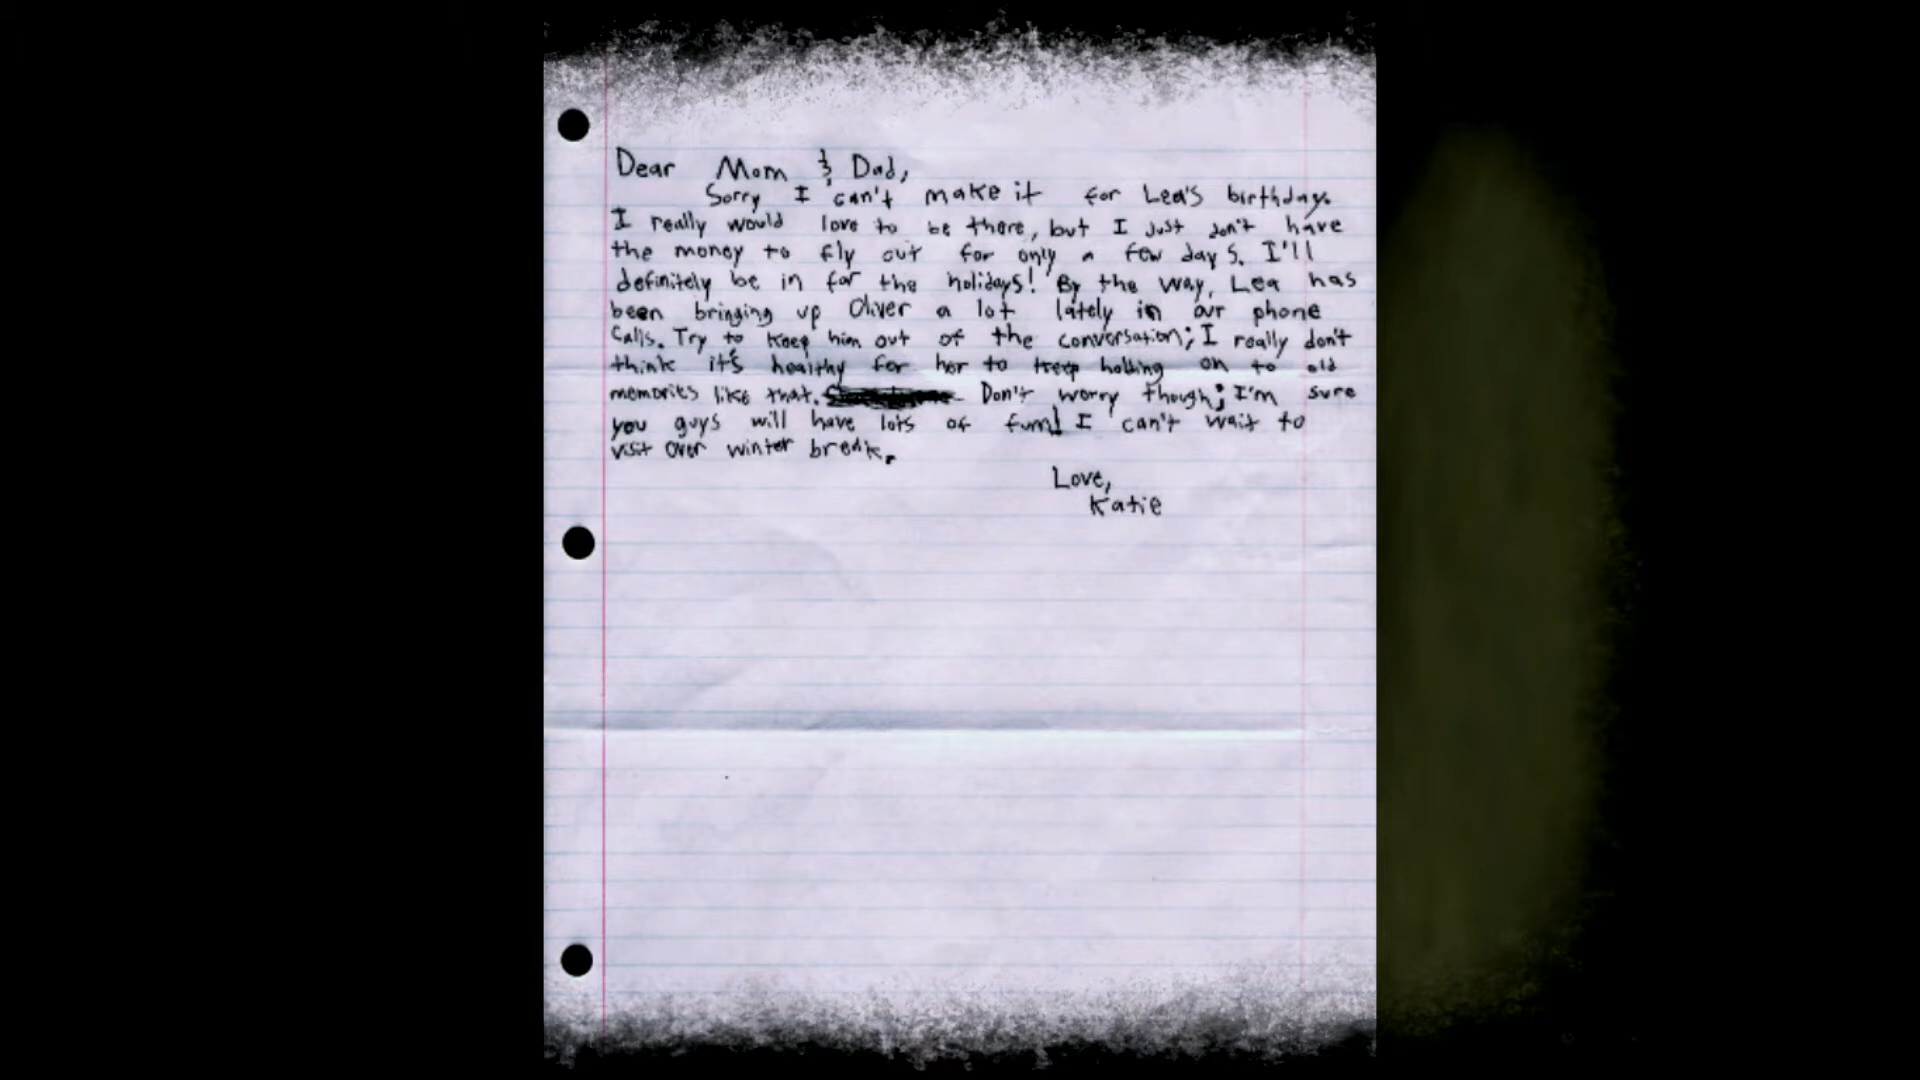 Dear Mom & Dad,
Sorry I can't make it for Lea's birthday.
I really would love to be there, but I just don't have
the money to fly out for only a few days. I'll
definitely be in for the holidays! By the way, Lea has
been bringing up Oliver a lot lately in our phone
calls. Try to keep him out of the conversation; I really don't
think it's healthy for her to keep holding on to old
memories like that. Don't worry though; I'm sure
you guys will have lots of fun! I can't wait to
visit over winter break.
Love,
Katie